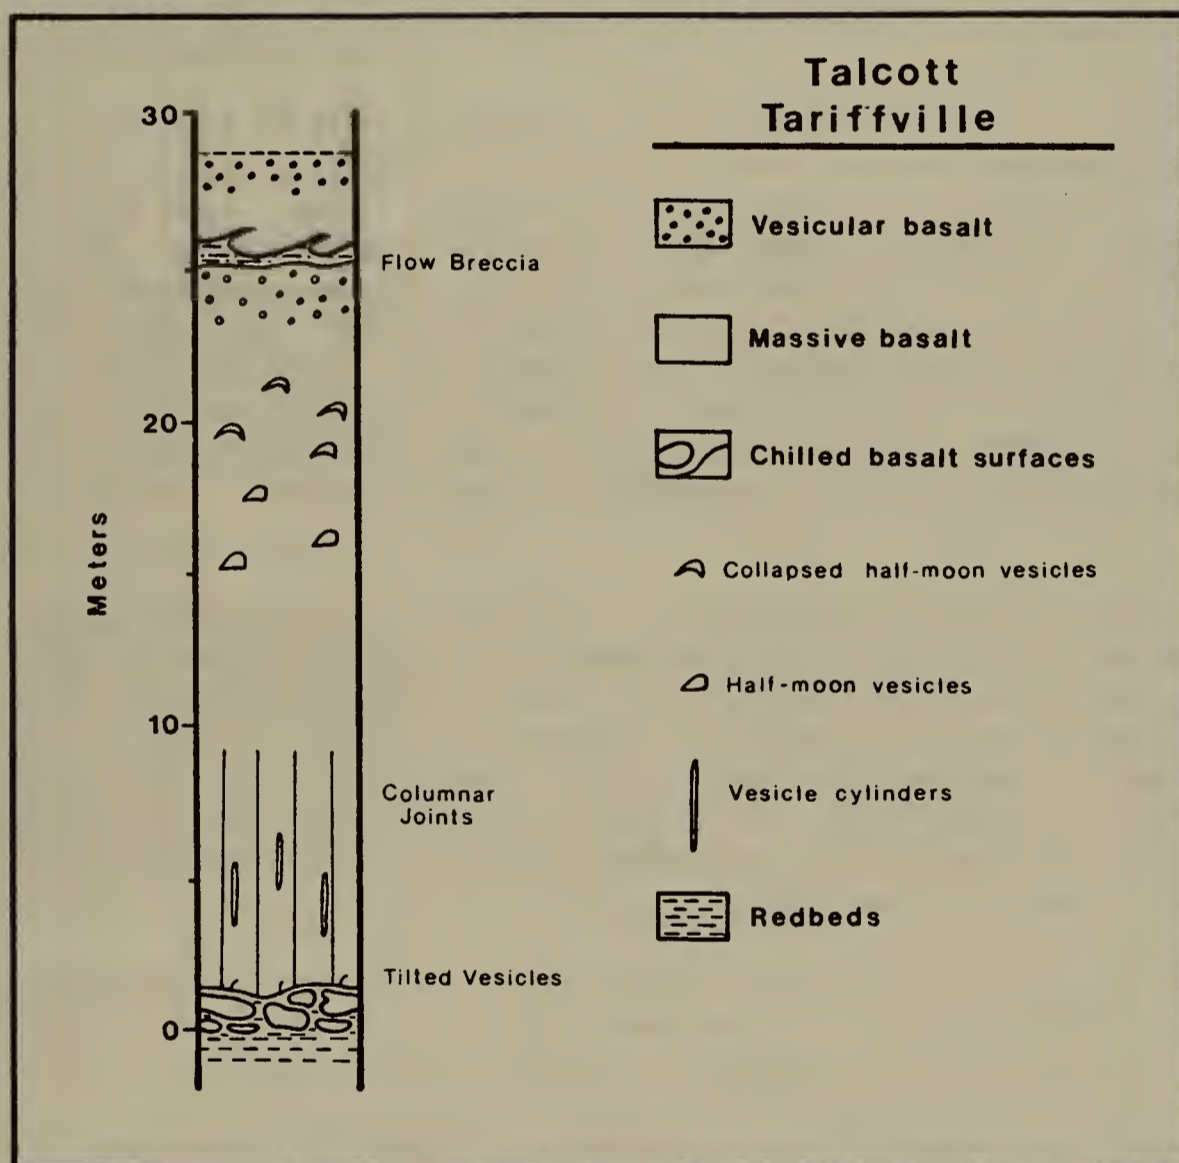 Talcott
Tariffville
30
20
10
0
Meters
Flow Breccia
Columnar
Joints
Tilted Vesicles
Vesicular basalt
Massive basalt
Chilled basalt surfaces
Collapsed half-moon vesicles
Half-moon vesicles
Vesicle cylinders
Redbeds